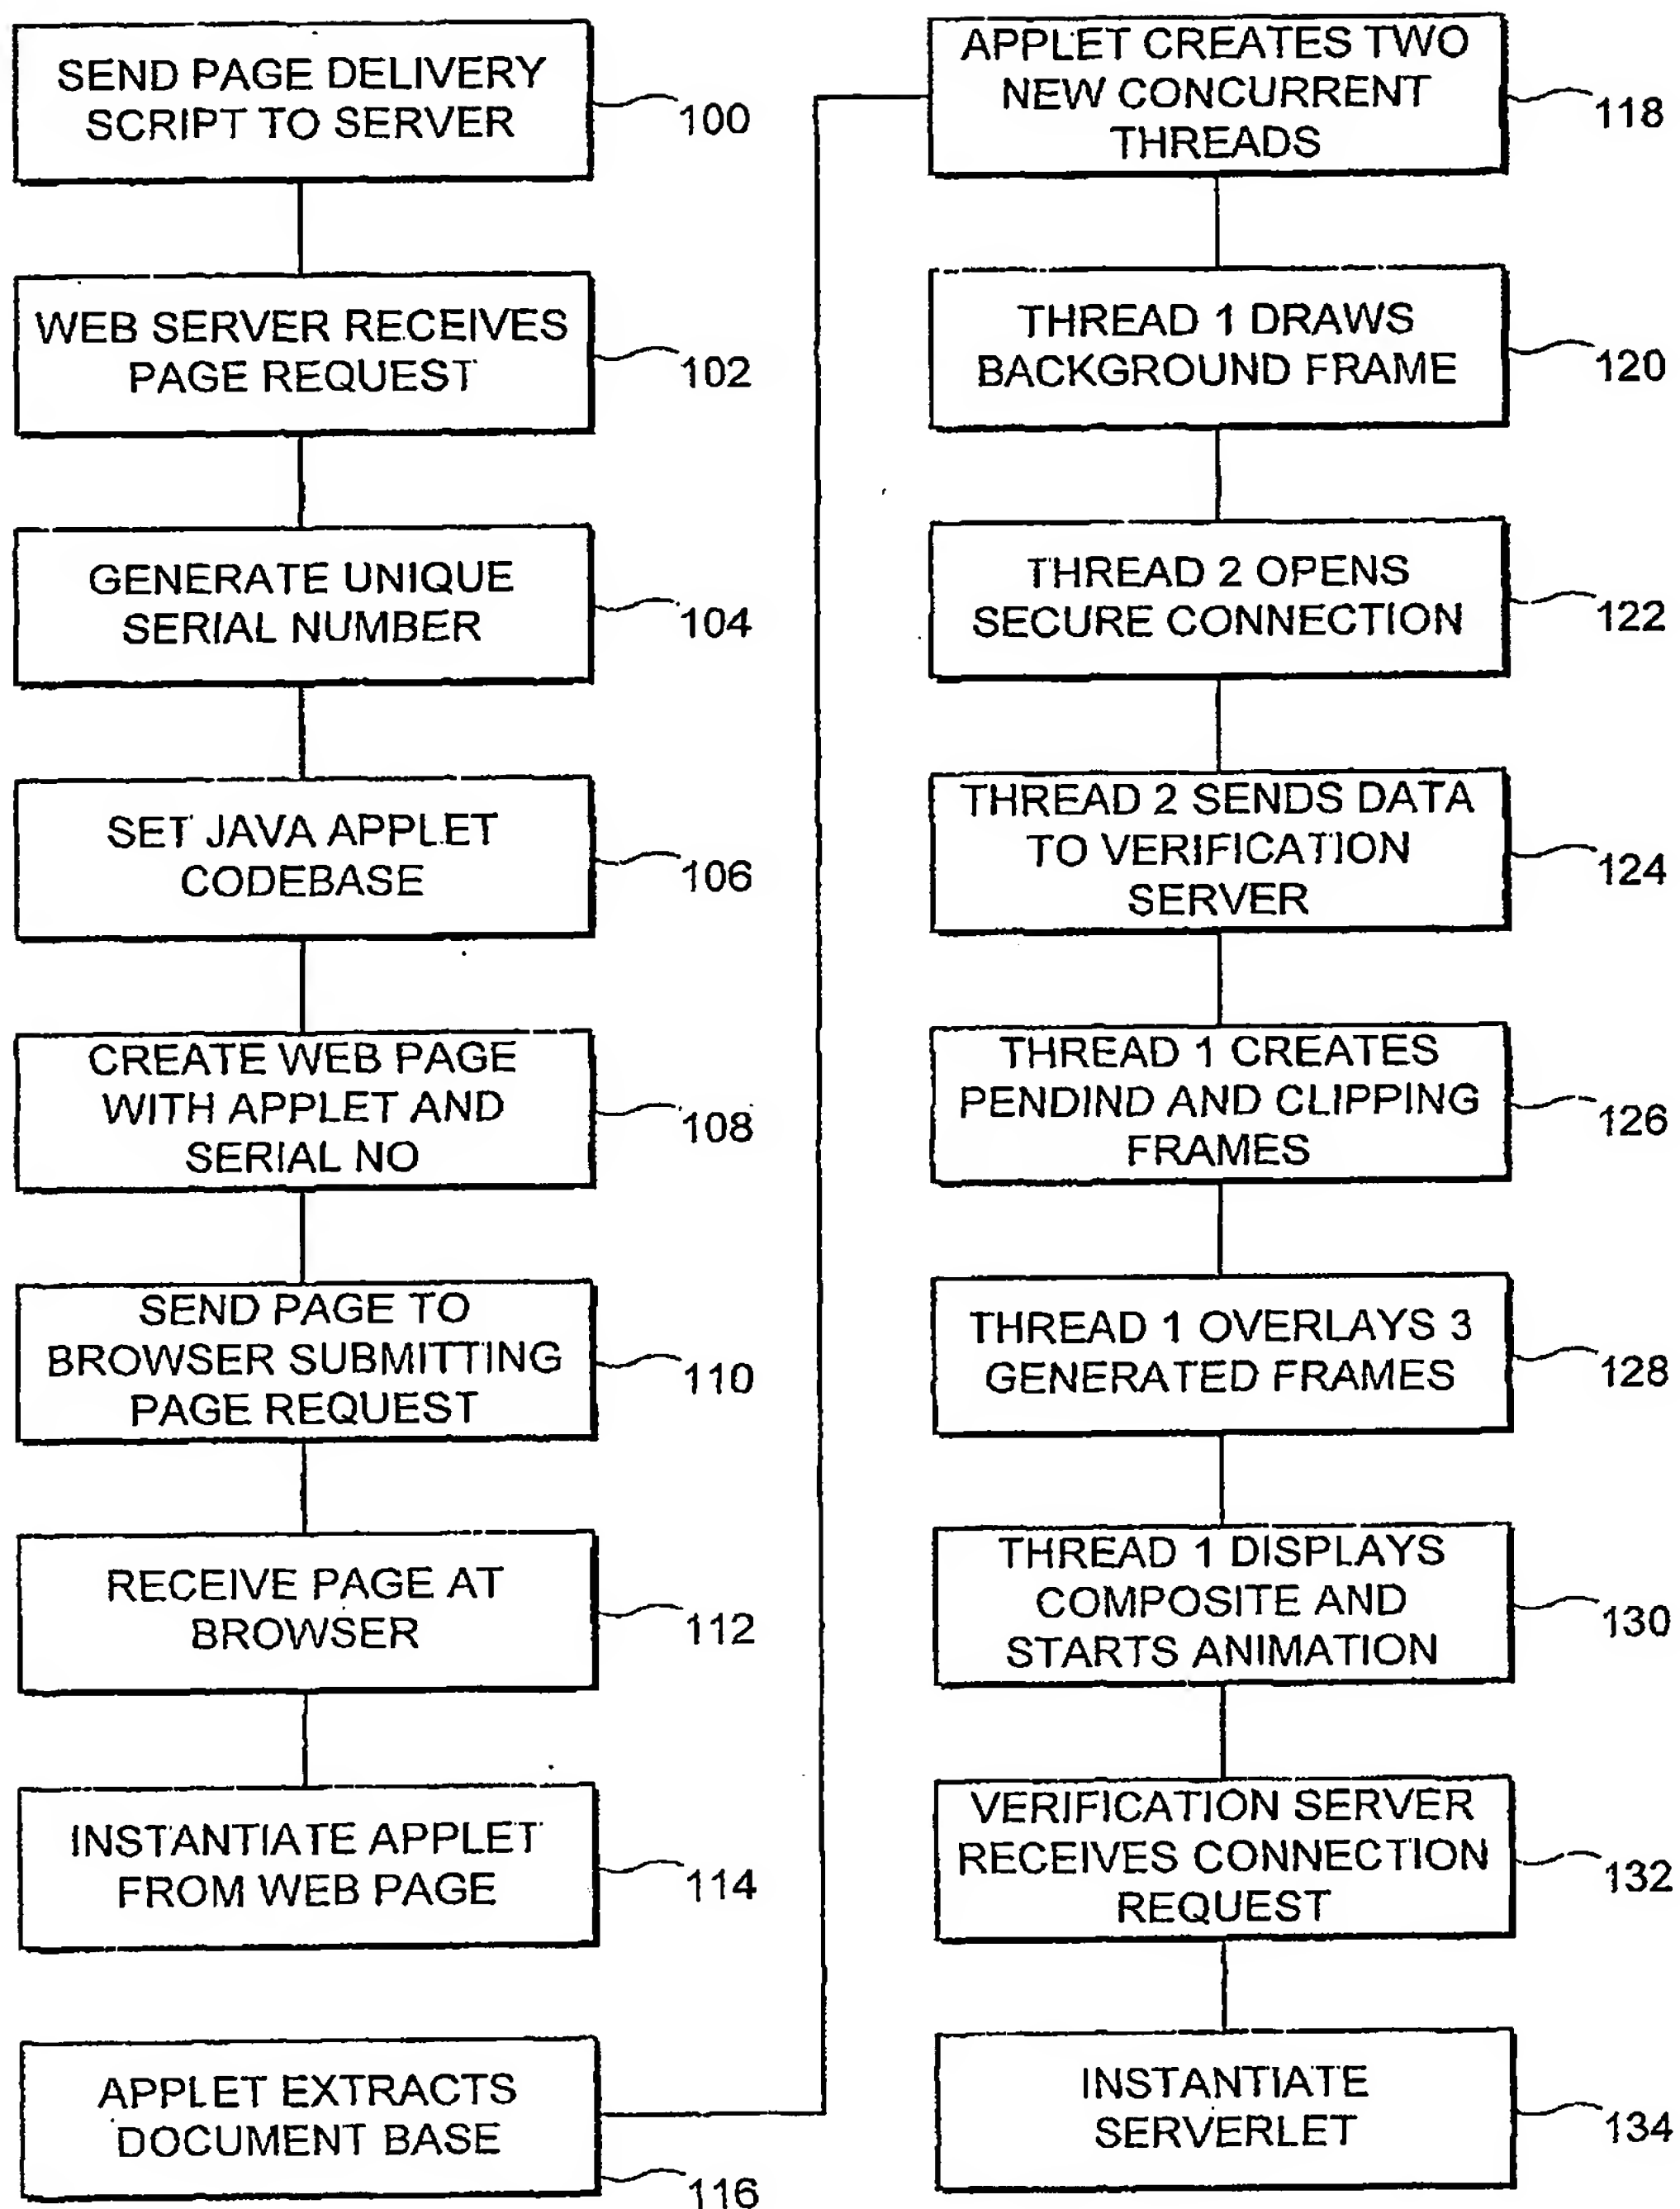 SEND PAGE DELIVERY
SCRIPT TO SERVER
100
WEB SERVER RECEIVES
PAGE REQUEST
102
GENERATE UNIQUE
SERIAL NUMBER
104
SET JAVA APPLET
CODEBASE
106
CREATE WEB PAGE
WITH APPLET AND
SERIAL NO
108
SEND PAGE TO
BROWSER SUBMITTING
PAGE REQUEST
110
RECEIVE PAGE AT
BROWSER
112
INSTANTIATE APPLET
FROM WEB PAGE
114
APPLET EXTRACTS
DOCUMENT BASE
116
APPLET CREATES TWO
NEW CONCURRENT
THREADS
118
THREAD 1 DRAWS
BACKGROUND FRAME
120
THREAD 2 OPENS
SECURE CONNECTION
122
THREAD 2 SENDS DATA
TO VERIFICATION
SERVER
124
THREAD 1 CREATES
PENDIND AND CLIPPING
FRAMES
126
THREAD 1 OVERLAYS 3
GENERATED FRAMES
128
THREAD 1 DISPLAYS
COMPOSITE AND
STARTS ANIMATION
130
VERIFICATION SERVER
RECEIVES CONNECTION
REQUEST
132
INSTANTIATE
SERVERLET
134